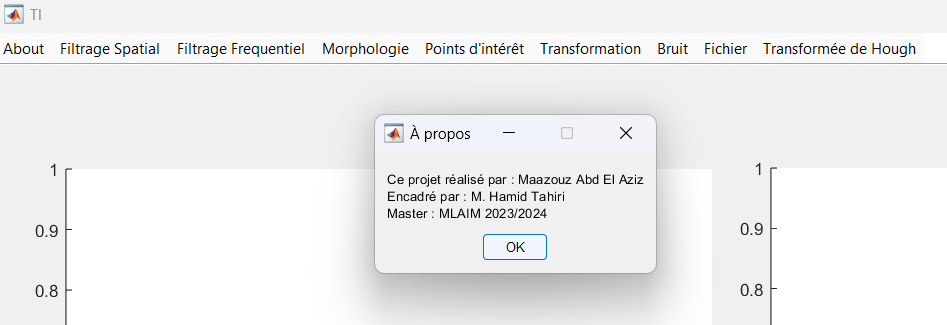 TI
About Filtrage Spatial Filtrage Frequentiel Morphologie Points d'intérêt Transformation Bruit Fichier Transformée de Hough
À propos
Ce projet réalisé par : Maazouz Abd El Aziz
Encadré par : M. Hamid Tahiri
Master : MLAIM 2023/2024
OK
1
0.9
0.8
1
0.9
0.8